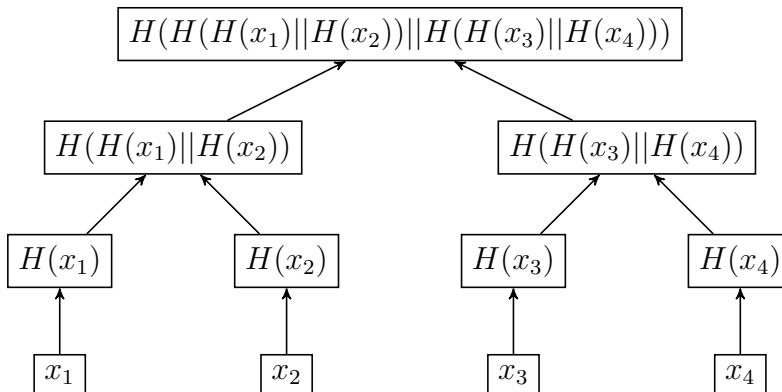 H(H(H(x₁)||H(x₂))||H(H(x₃)||H(x₄)))
H(H(x₁)||H(x₂)) H(H(x₃)||H(x₄))
H(x₁) H(x₂) H(x₃) H(x₄)
x₁ x₂ x₃ x₄